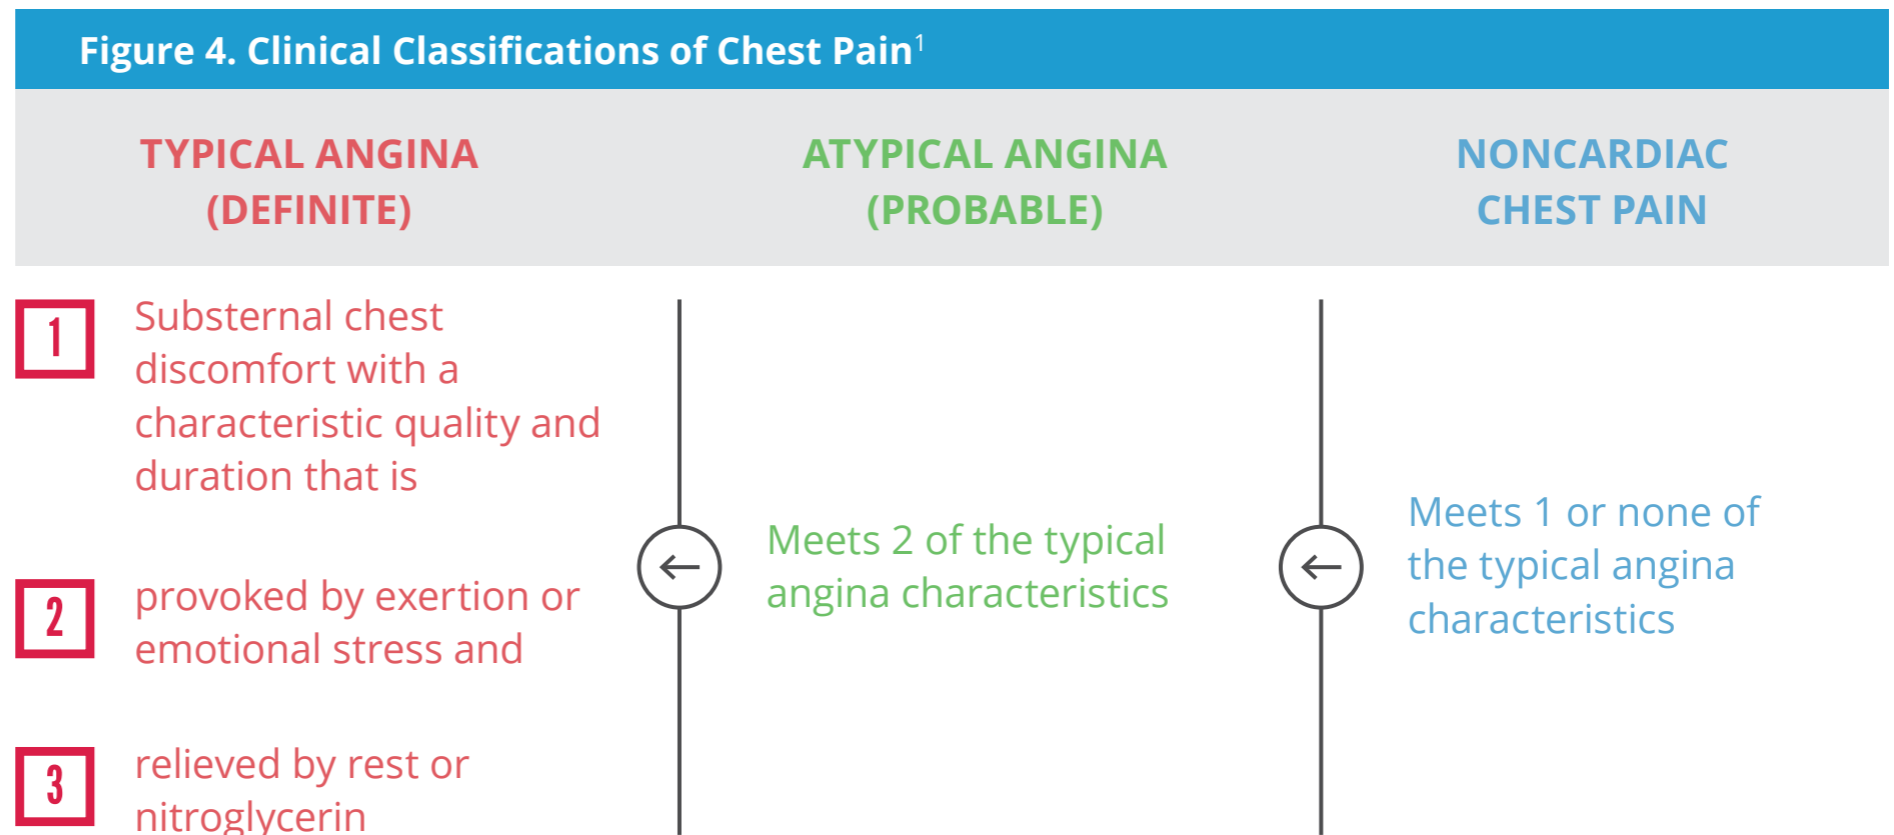 Figure 4. Clinical Classifications of Chest Pain1
TYPICAL ANGINA
(DEFINITE)
ATYPICAL ANGINA
(PROBABLE)
NONCARDIAC
CHEST PAIN
1
Substernal chest
discomfort with a
characteristic quality and
duration that is
2
provoked by exertion or
emotional stress and
3
relieved by rest or
nitroglycerin
←
Meets 2 of the typical
angina characteristics
←
Meets 1 or none of
the typical angina
characteristics